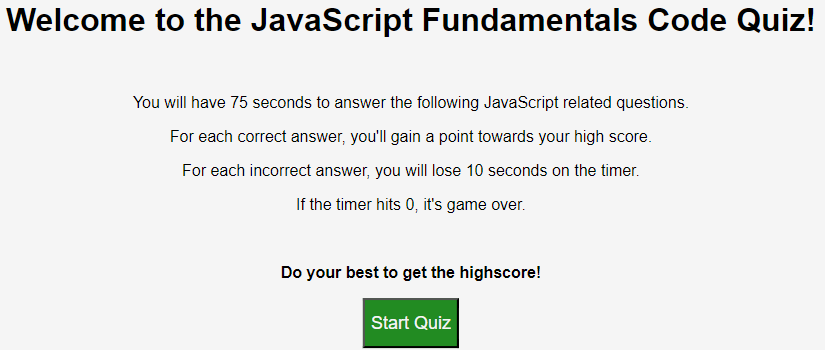 Welcome to the JavaScript Fundamentals Code Quiz!
You will have 75 seconds to answer the following JavaScript related questions.
For each correct answer, you'll gain a point towards your high score.
For each incorrect answer, you will lose 10 seconds on the timer.
If the timer hits 0, it's game over.
Do your best to get the highscore!
Start Quiz